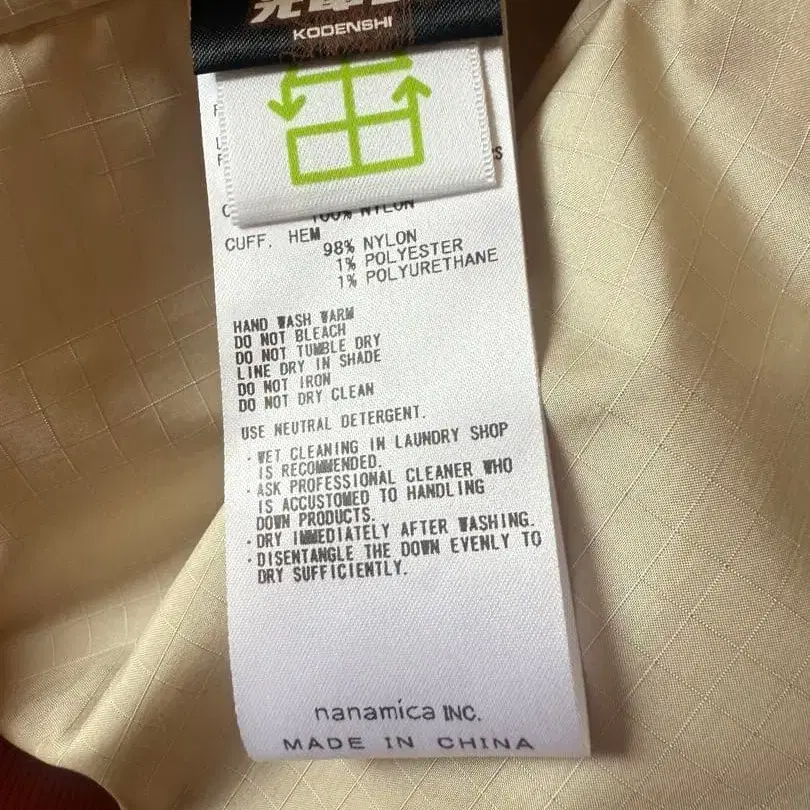 KODENSHI
100% NYLON
CUFF. HEM
98% NYLON
1% POLYESTER
1% POLYURETHANE
HAND WASH WARM
DO NOT BLEACH
DO NOT TUMBLE DRY
LINE DRY IN SHADE
DO NOT IRON
DO NOT DRY CLEAN
USE NEUTRAL DETERGENT.
・WET CLEANING IN LAUNDRY SHOP
IS RECOMMENDED.
・ASK PROFESSIONAL CLEANER WHO
IS ACCUSTOMED TO HANDLING
DOWN PRODUCTS.
・DRY IMMEDIATELY AFTER WASHING.
・DISENTANGLE THE DOWN EVENLY TO
DRY SUFFICIENTLY.
nanamica INC.
MADE IN CHINA